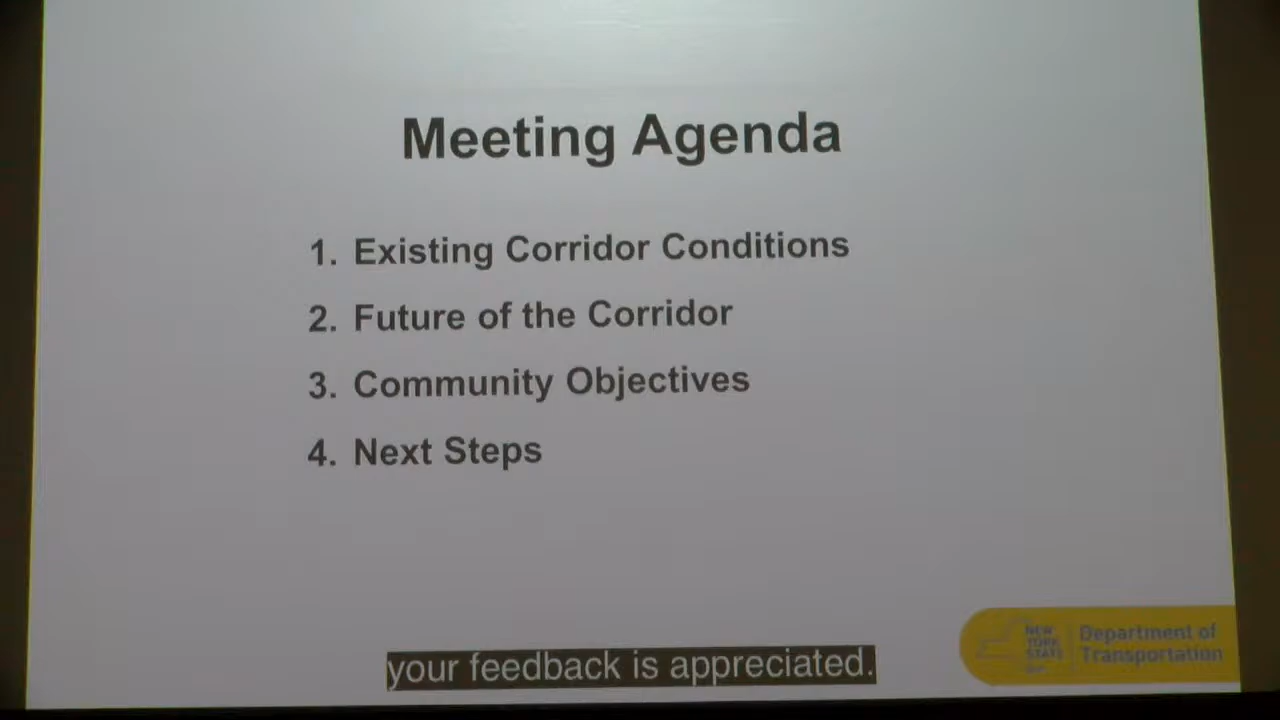 Meeting Agenda
1. Existing Corridor Conditions
2. Future of the Corridor
3. Community Objectives
4. Next Steps
NEW
YORK
STATE
Department of
Transportation
your feedback is appreciated.